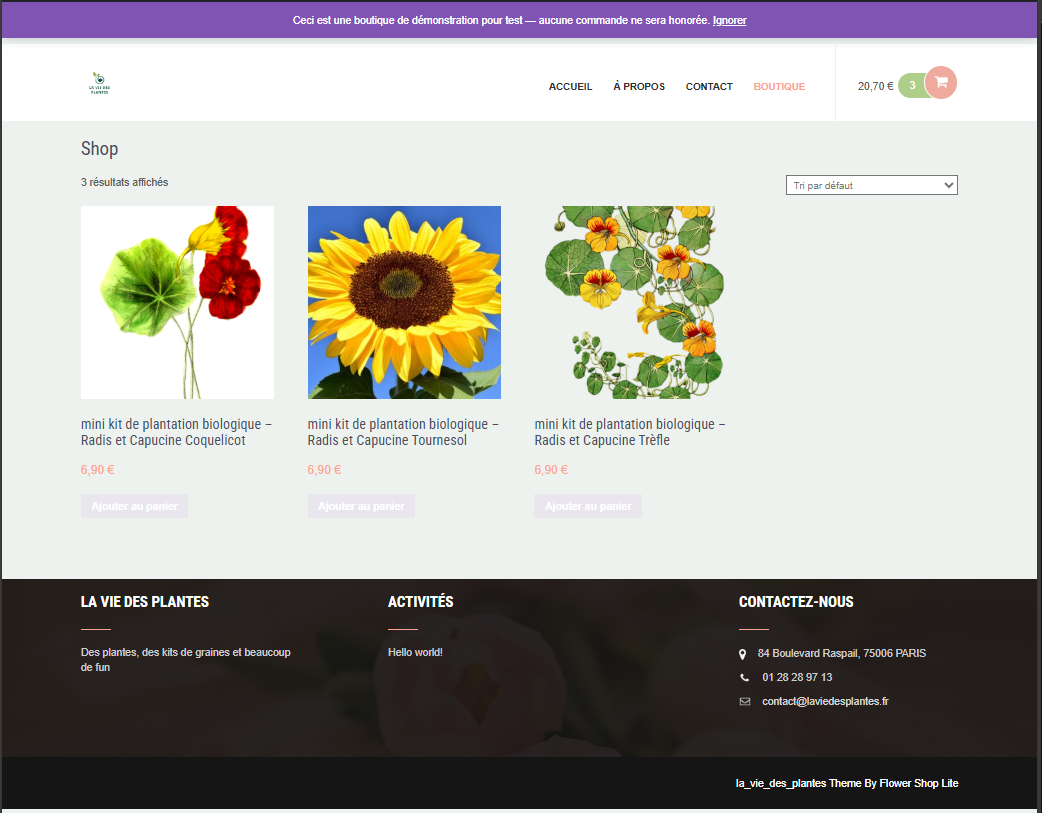 Ceci est une boutique de démonstration pour test — aucune commande ne sera honorée. Ignorer
LA VIE DES
PLANTES
ACCUEIL À PROPOS CONTACT BOUTIQUE 20,70 € 3
Shop
3 résultats affichés
Tri par défaut
mini kit de plantation biologique –
Radis et Capucine Coquelicot
6,90 €
Ajouter au panier
mini kit de plantation biologique –
Radis et Capucine Tournesol
6,90 €
Ajouter au panier
mini kit de plantation biologique –
Radis et Capucine Trèfle
6,90 €
Ajouter au panier
LA VIE DES PLANTES
Des plantes, des kits de graines et beaucoup
de fun
ACTIVITÉS
Hello world!
CONTACTEZ-NOUS
84 Boulevard Raspail, 75006 PARIS
01 28 28 97 13
contact@laviedesplantes.fr
la_vie_des_plantes Theme By Flower Shop Lite